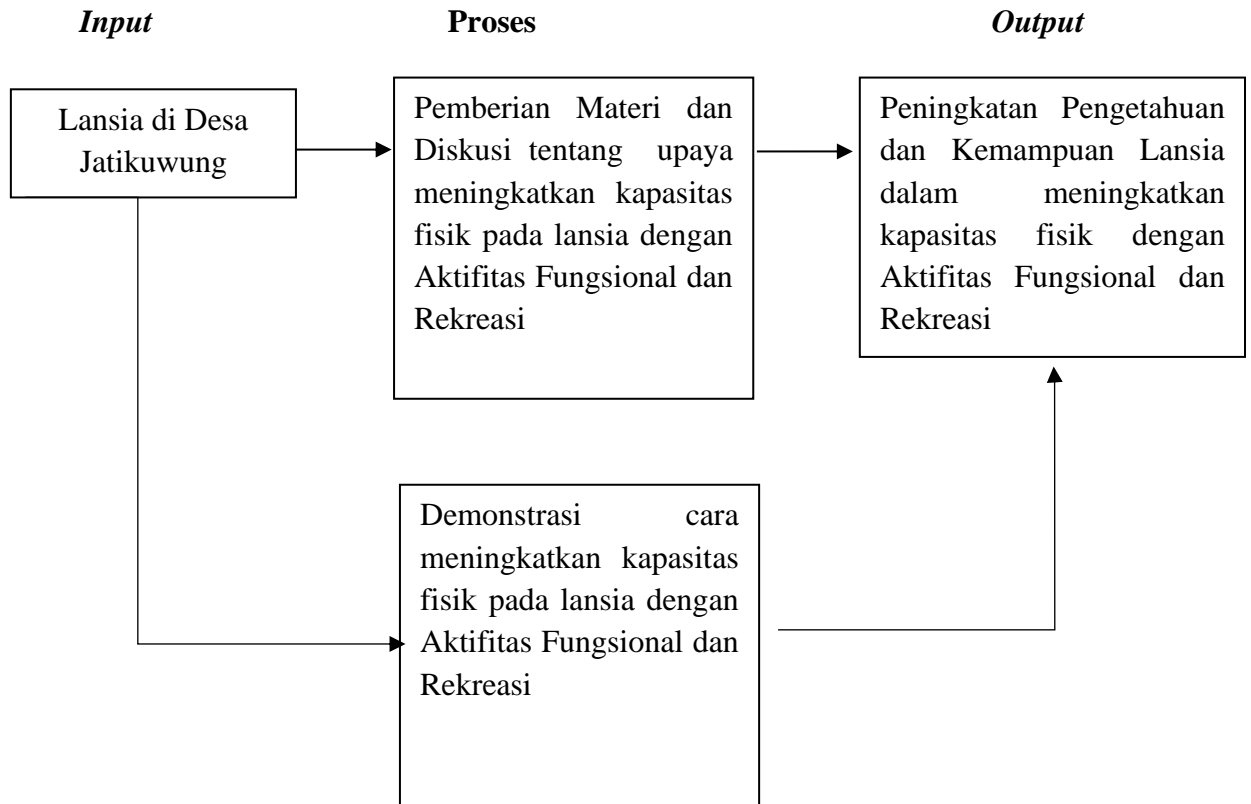 Input Proses Output
Lansia di Desa
Jatikuwung
Pemberian Materi dan
Diskusi tentang upaya
meningkatkan kapasitas
fisik pada lansia dengan
Aktifitas Fungsional dan
Rekreasi
Peningkatan Pengetahuan
dan Kemampuan Lansia
dalam meningkatkan
kapasitas fisik dengan
Aktifitas Fungsional dan
Rekreasi
Demonstrasi cara
meningkatkan kapasitas
fisik pada lansia dengan
Aktifitas Fungsional dan
Rekreasi